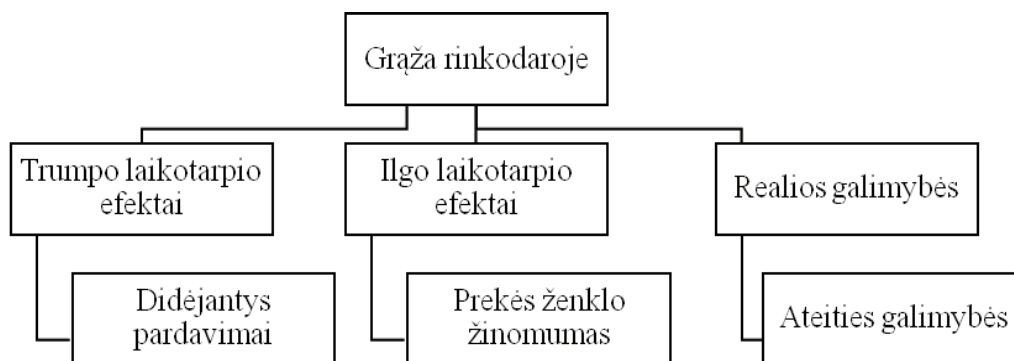 Grąža rinkodaroje
Trumpo laikotarpio
efektai
Ilgo laikotarpio
efektai
Realios galimybės
Didėjantys
pardavimai
Prekės ženklo
žinomumas
Ateities galimybės